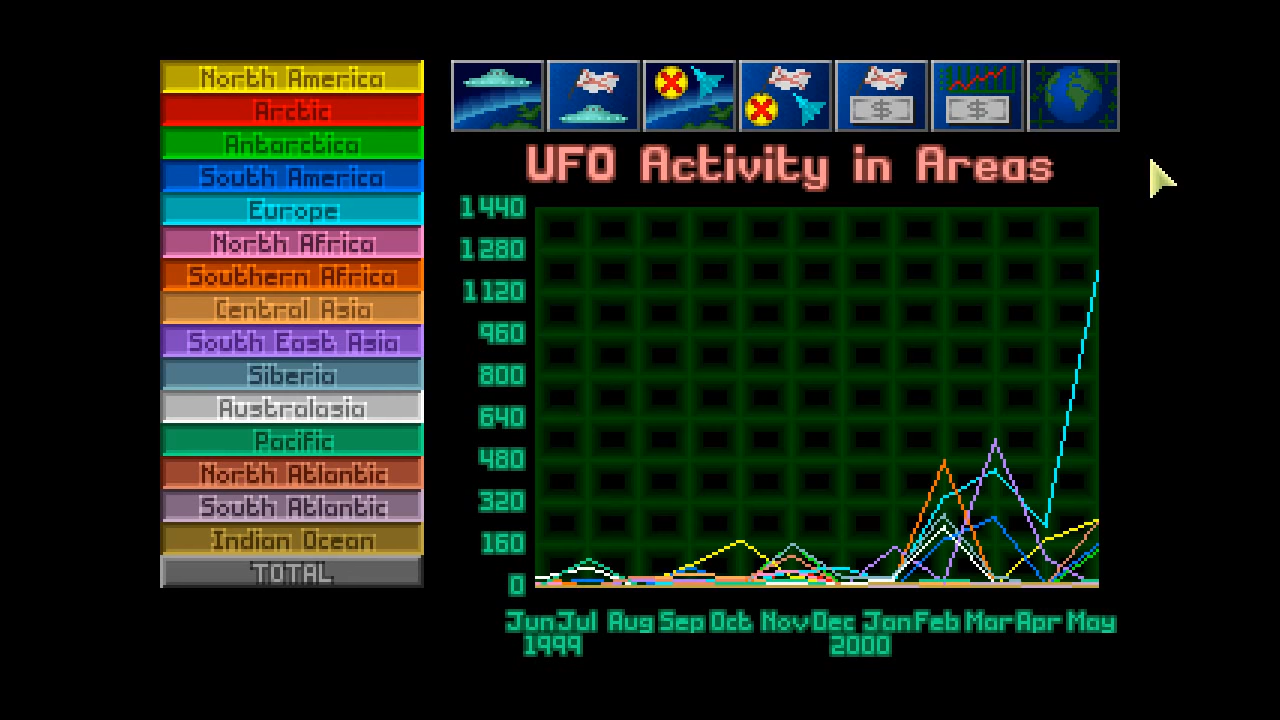 North America
Arctic
Antarctica
South America
Europe
North Africa
Southern Africa
Central Asia
South East Asia
Siberia
Australasia
Pacific
North Atlantic
South Atlantic
Indian Ocean
TOTAL
$ $
UFO Activity in Areas
1440
1280
1120
960
800
640
480
320
160
0
Jun Jul Aug Sep Oct Nov Dec Jan Feb Mar Apr May
1999 2000